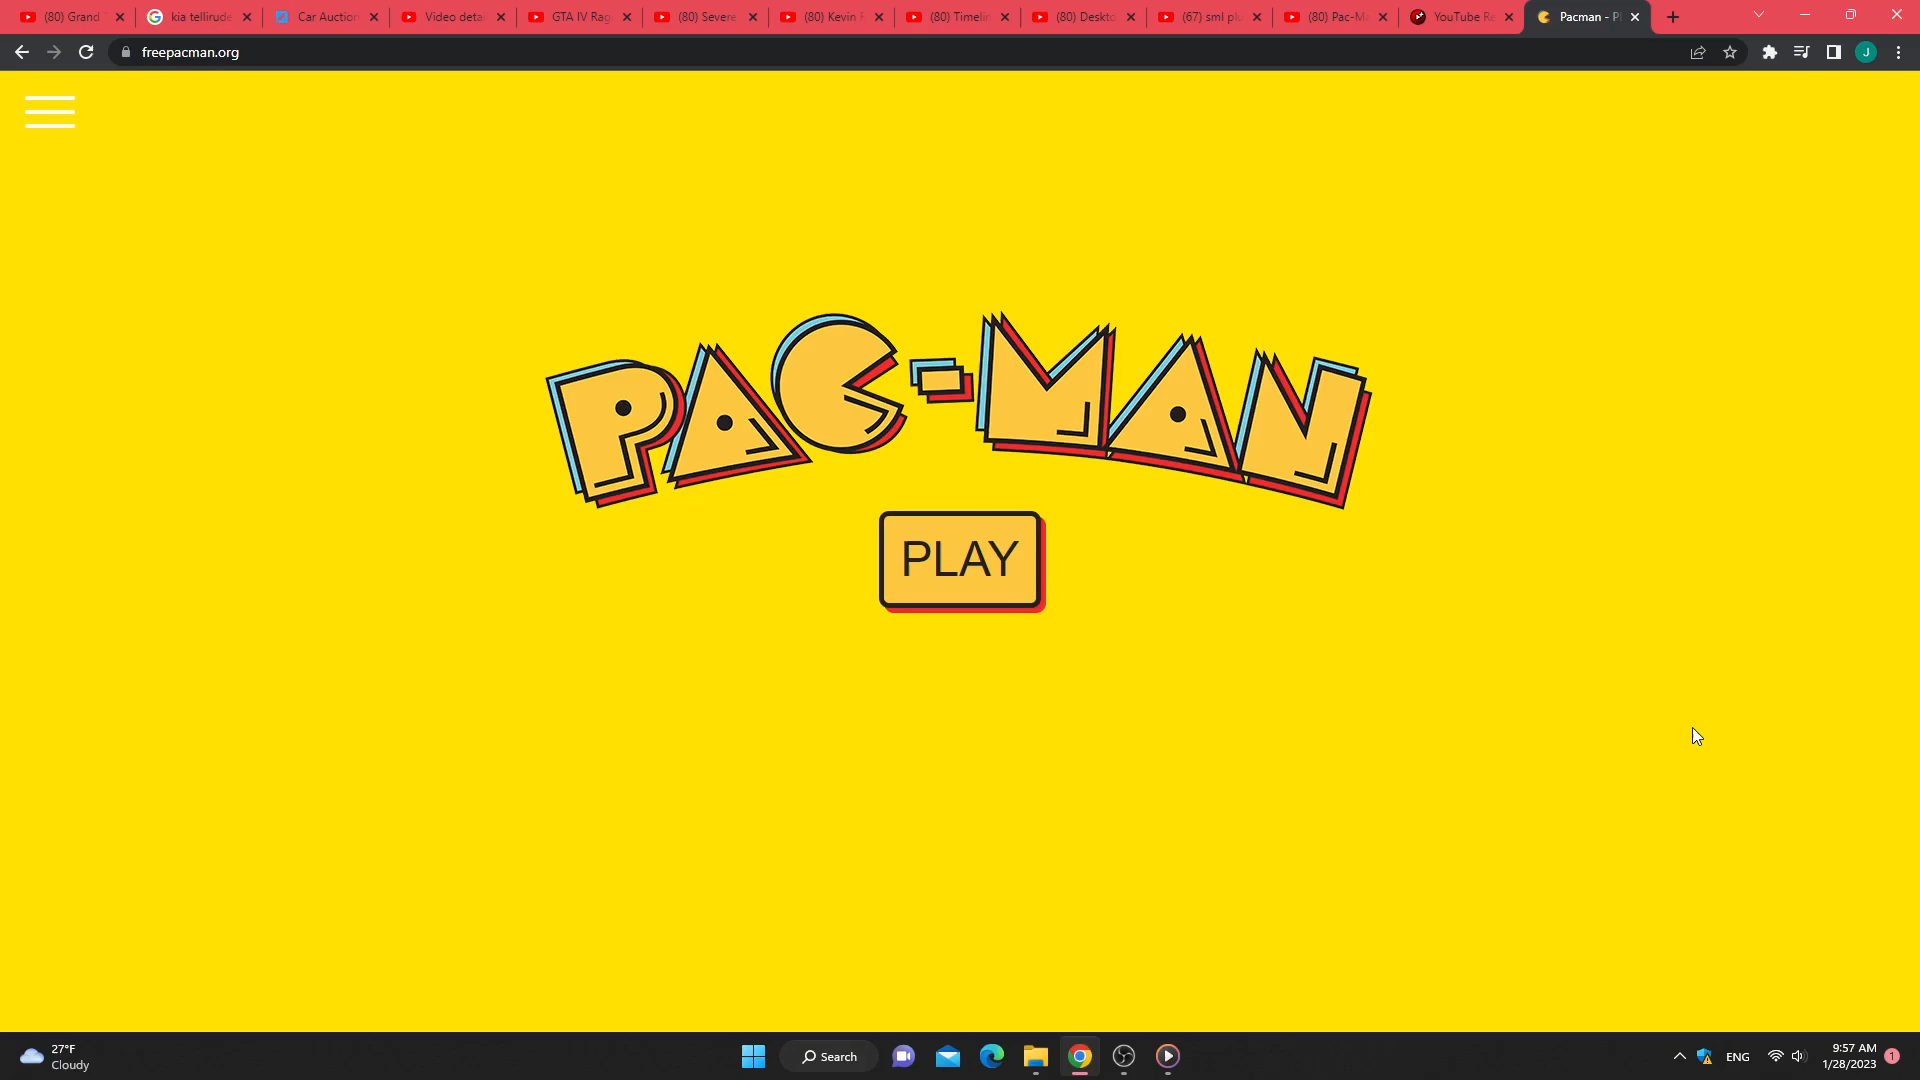 (80) Grand
kia tellirude
Car Auction
Video detai
GTA IV Rag
(80) Severe
(80) Kevin
(80) Timelin
(80) Deskto
(67) sml pl
(80) Pac-M
YouTube Re
Pacman - P
freepacman.org
J
PAC-MAN
PLAY
27°F
Cloudy
Search
ENG
9:57 AM
1/28/2023
1